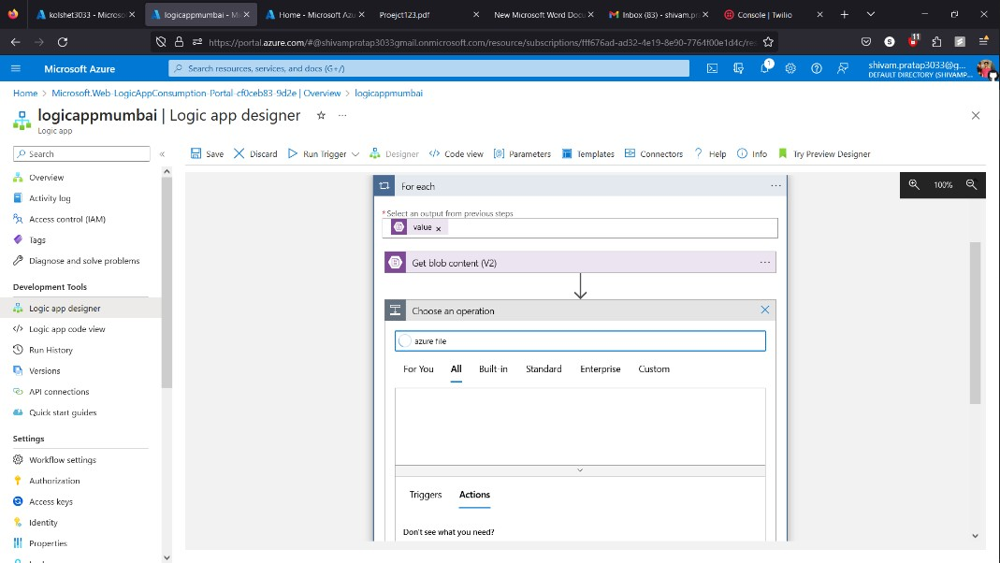 kolshet3033 - Microso
logicappmumbai - Mi
Home - Microsoft Azu
Proejct123.pdf
New Microsoft Word Docu
Inbox (83) - shivam.pr
Console | Twilio
https://portal.azure.com/#@shivampratap3033gmail.onmicrosoft.com/resource/subscriptions/fff676ad-ad32-4e19-8e90-7764f00e1d4c/re
11
Microsoft Azure
Search resources, services, and docs (G+/)
1
shivam.pratap3033@g...
DEFAULT DIRECTORY (SHIVAMP...
Home > Microsoft.Web-LogicAppConsumption-Portal-cf0ceb83-9d2e | Overview > logicappmumbai
logicappmumbai | Logic app designer
Logic app
Search
Save
Discard
Run Trigger
Designer
Code view
Parameters
Templates
Connectors
Help
Info
Try Preview Designer
Overview
Activity log
Access control (IAM)
Tags
Diagnose and solve problems
Development Tools
Logic app designer
Logic app code view
Run History
Versions
API connections
Quick start guides
Settings
Workflow settings
Authorization
Access keys
Identity
Properties
For each
* Select an output from previous steps
value
Get blob content (V2)
Choose an operation
azure file
For You
All
Built-in
Standard
Enterprise
Custom
Triggers
Actions
Don't see what you need?
100%